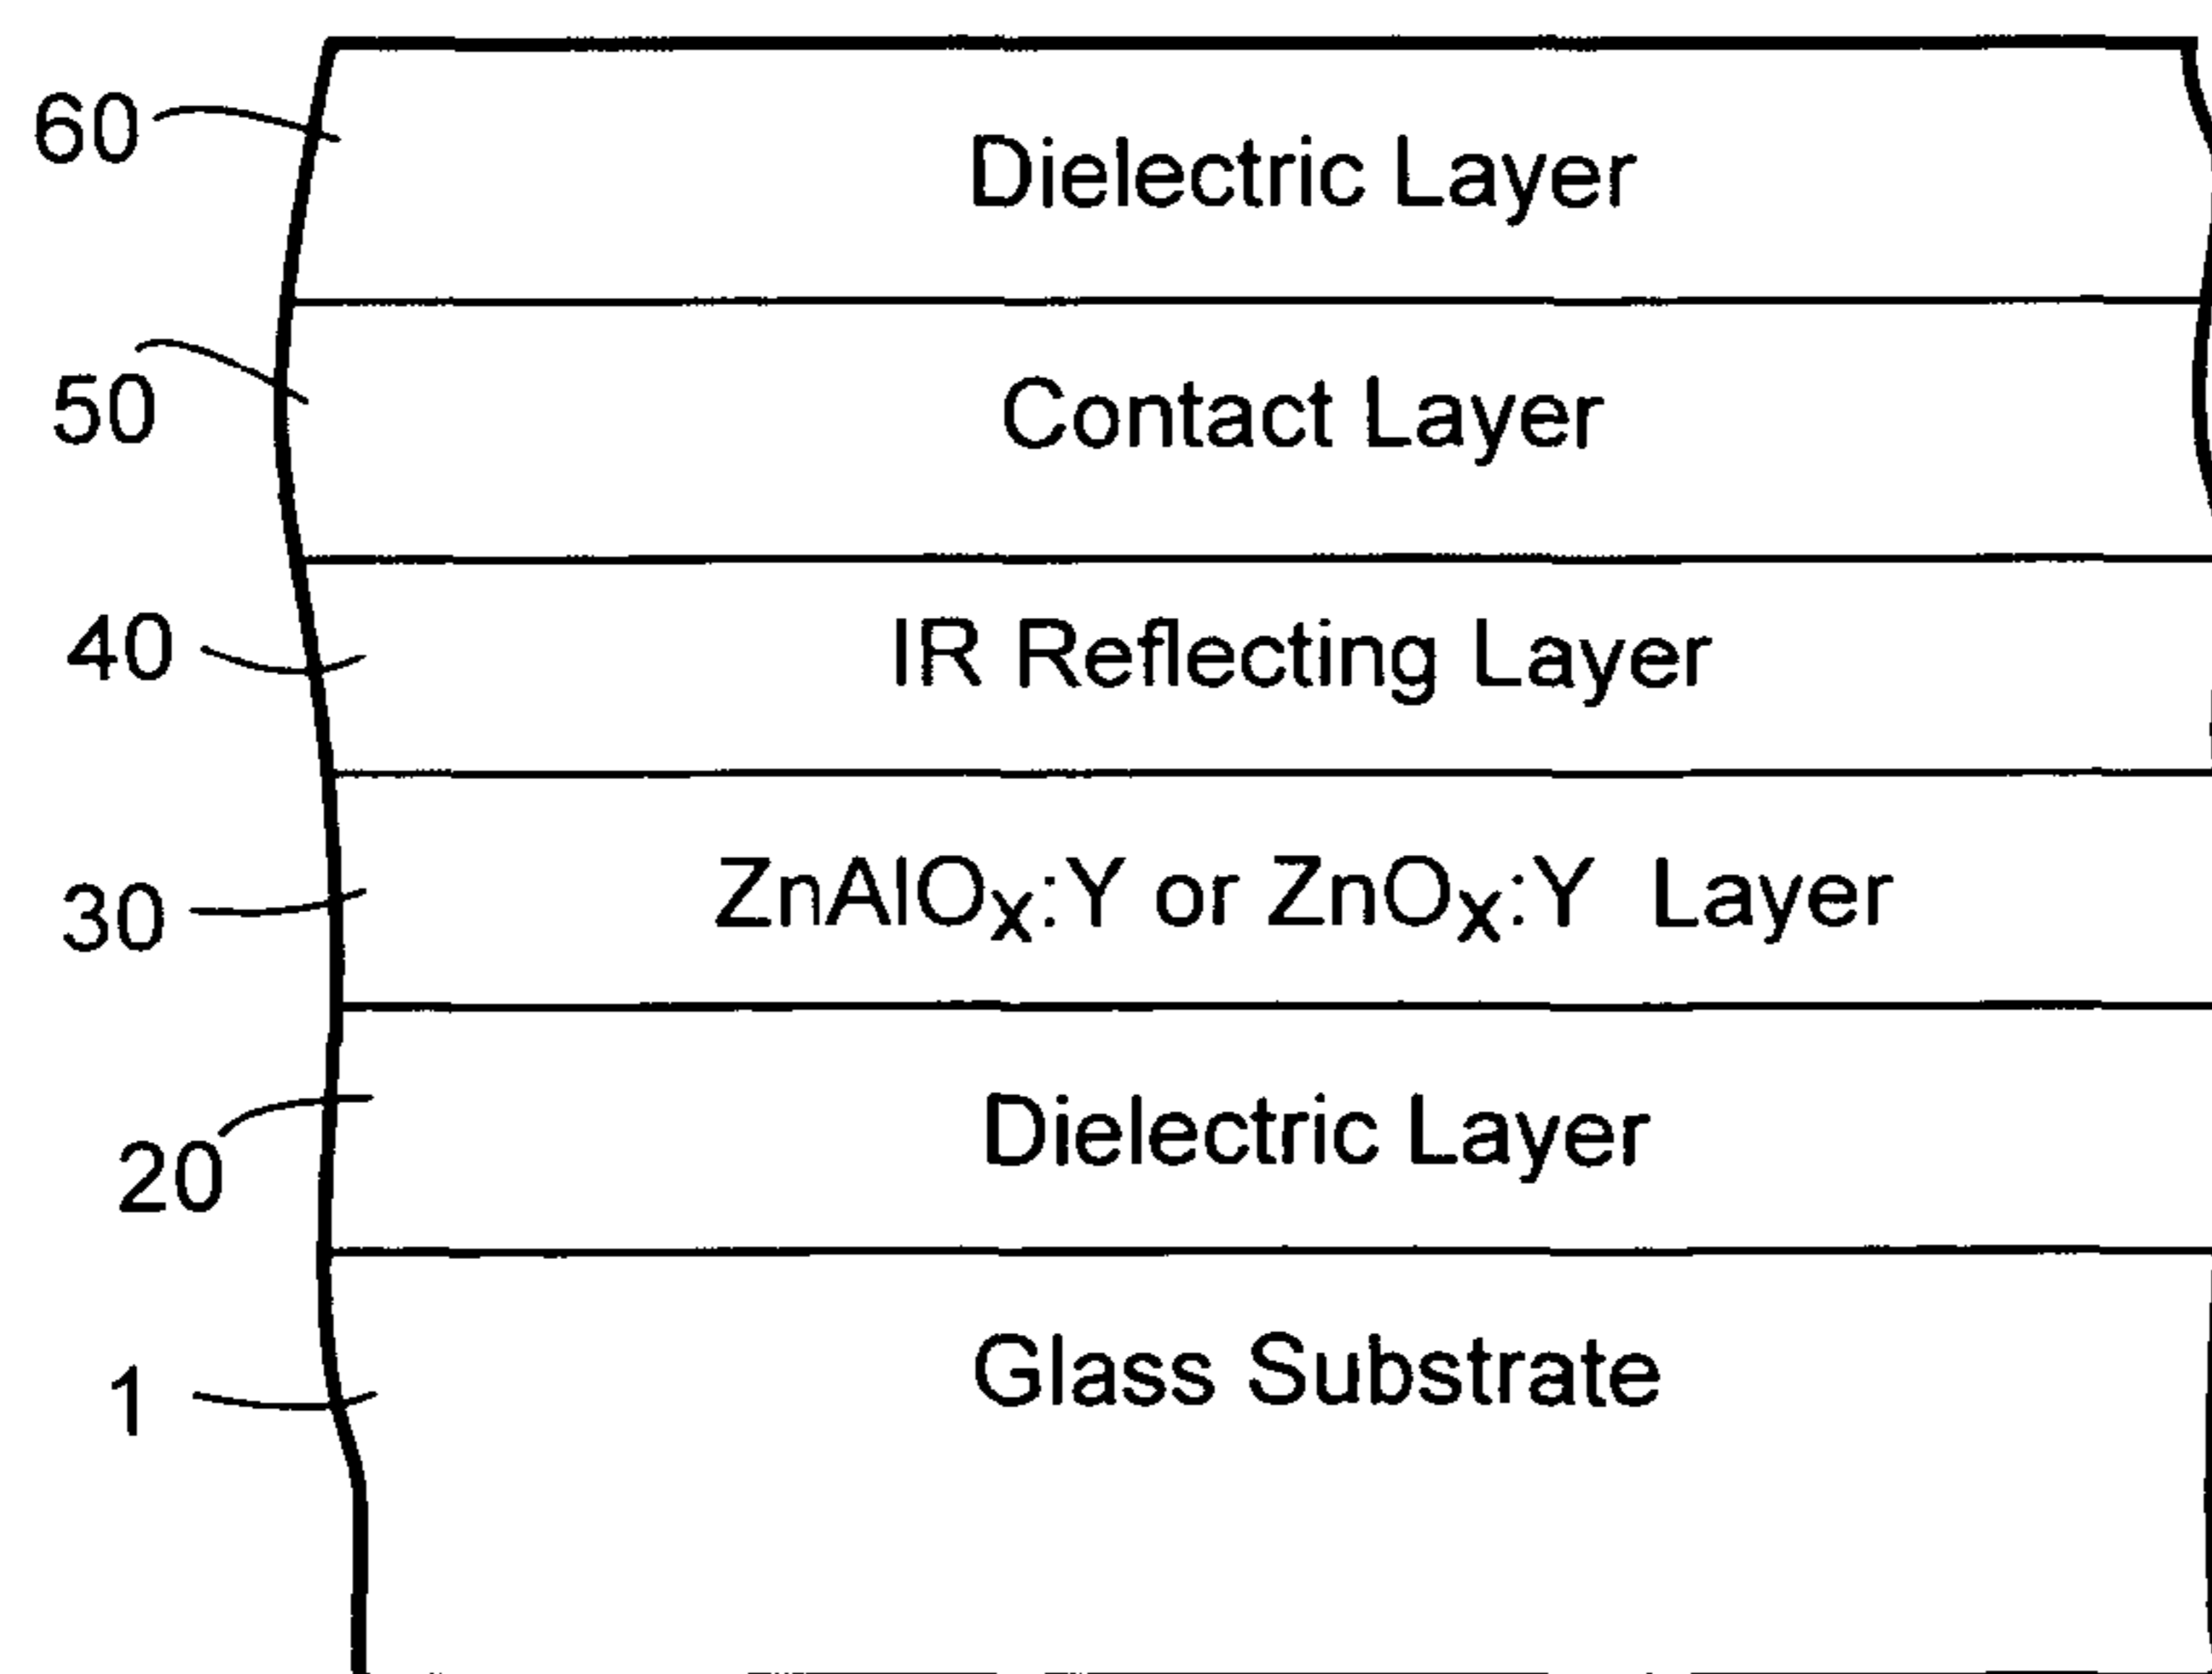 60 Dielectric Layer
50 Contact Layer
40 IR Reflecting Layer
30 ZnAlOx:Y or ZnOx:Y Layer
20 Dielectric Layer
1 Glass Substrate